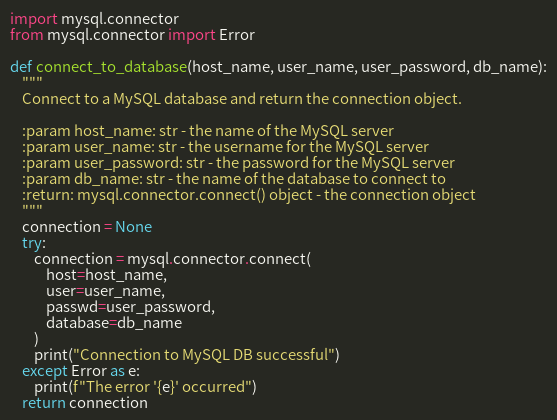 import mysql.connector
from mysql.connector import Error

def connect_to_database(host_name, user_name, user_password, db_name):
    """
    Connect to a MySQL database and return the connection object.

    :param host_name: str - the name of the MySQL server
    :param user_name: str - the username for the MySQL server
    :param user_password: str - the password for the MySQL server
    :param db_name: str - the name of the database to connect to
    :return: mysql.connector.connect() object - the connection object
    """
    connection = None
    try:
        connection = mysql.connector.connect(
            host=host_name,
            user=user_name,
            passwd=user_password,
            database=db_name
        )
        print("Connection to MySQL DB successful")
    except Error as e:
        print(f"The error '{e}' occurred")
    return connection